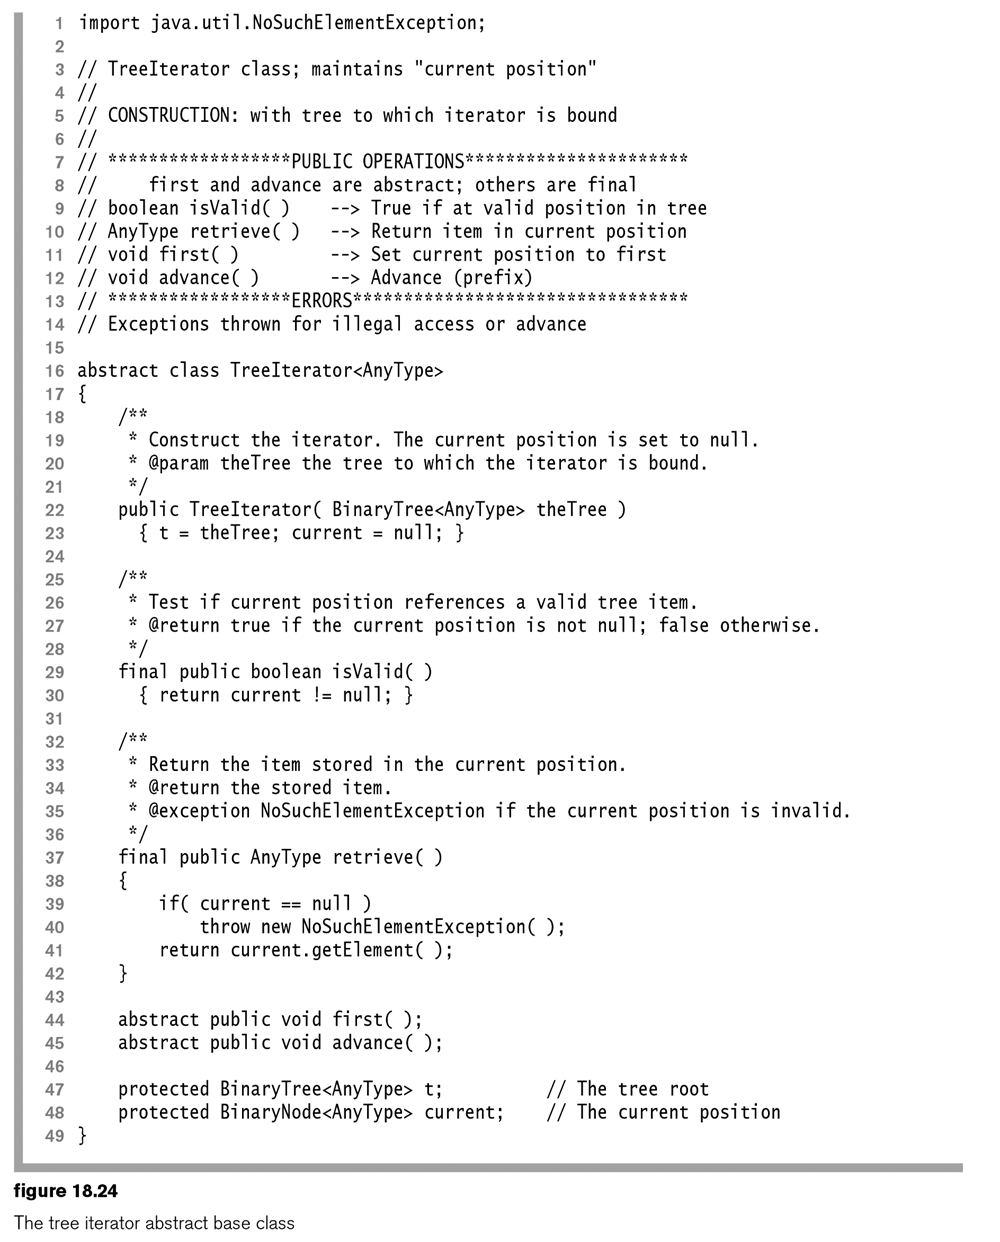 1 import java.util.NoSuchElementException;
2
3 // TreeIterator class; maintains "current position"
4 //
5 // CONSTRUCTION: with tree to which iterator is bound
6 //
7 // ******************PUBLIC OPERATIONS**********************
8 //     first and advance are abstract; others are final
9 // boolean isValid( )    --> True if at valid position in tree
10 // AnyType retrieve( )   --> Return item in current position
11 // void first( )         --> Set current position to first
12 // void advance( )       --> Advance (prefix)
13 // ******************ERRORS*********************************
14 // Exceptions thrown for illegal access or advance
15
16 abstract class TreeIterator<AnyType>
17 {
18     /**
19      * Construct the iterator. The current position is set to null.
20      * @param theTree the tree to which the iterator is bound.
21      */
22     public TreeIterator( BinaryTree<AnyType> theTree )
23       { t = theTree; current = null; }
24
25     /**
26      * Test if current position references a valid tree item.
27      * @return true if the current position is not null; false otherwise.
28      */
29     final public boolean isValid( )
30       { return current != null; }
31
32     /**
33      * Return the item stored in the current position.
34      * @return the stored item.
35      * @exception NoSuchElementException if the current position is invalid.
36      */
37     final public AnyType retrieve( )
38     {
39         if( current == null )
40             throw new NoSuchElementException( );
41         return current.getElement( );
42     }
43
44     abstract public void first( );
45     abstract public void advance( );
46
47     protected BinaryTree<AnyType> t;          // The tree root
48     protected BinaryNode<AnyType> current;    // The current position
49 }
figure 18.24
The tree iterator abstract base class